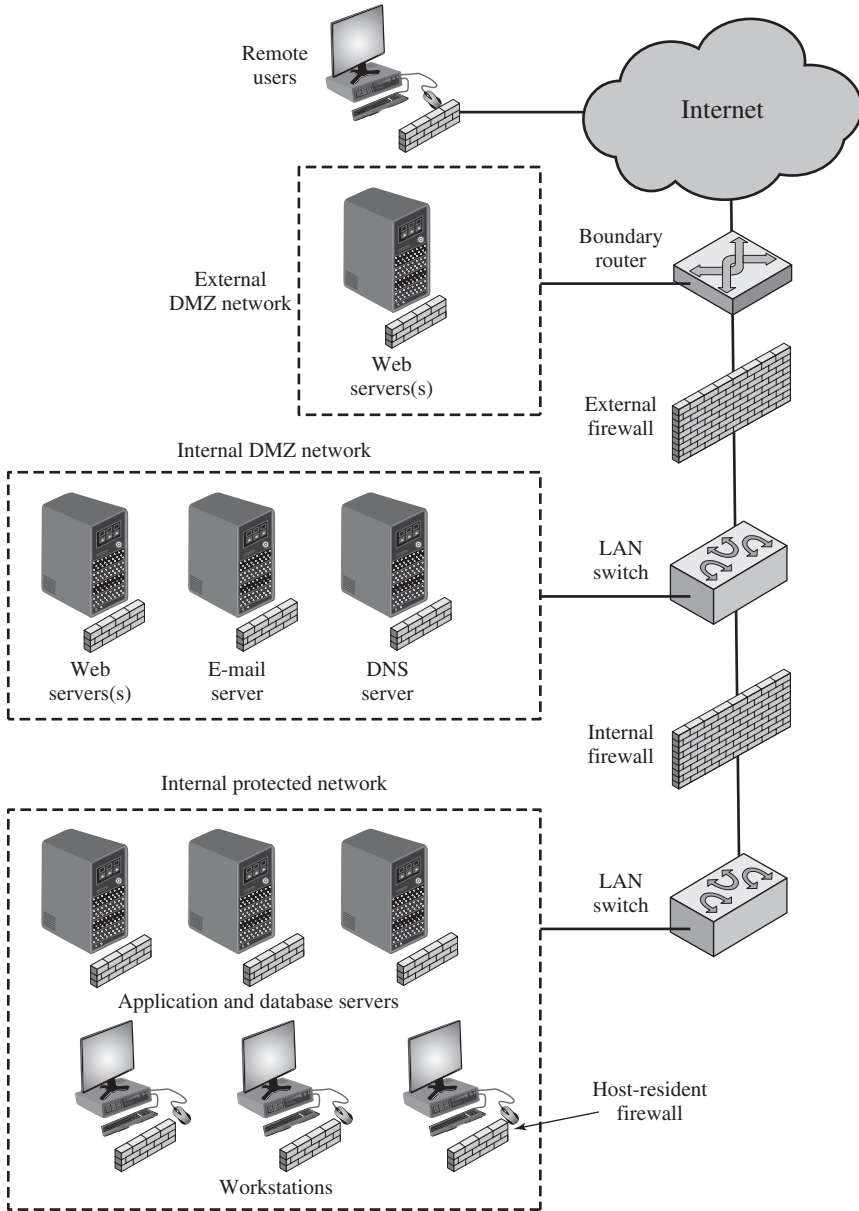 Remote
users
Internet
Boundary
router
External
DMZ network
Web
servers(s)
External
firewall
Internal DMZ network
LAN
switch
Web
servers(s)
E-mail
server
DNS
server
Internal
firewall
Internal protected network
LAN
switch
Application and database servers
Host-resident
firewall
Workstations